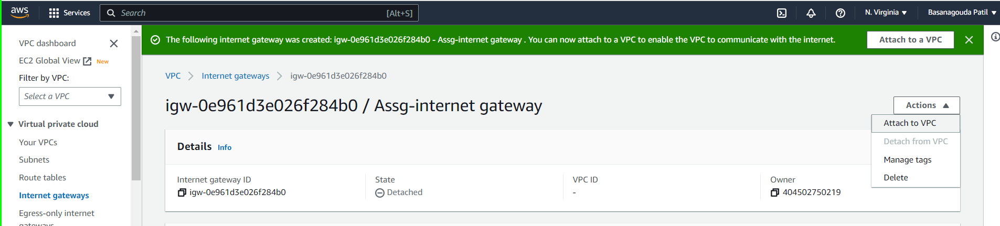 aws Services Search [Alt+S] N. Virginia Basanagouda Patil
VPC dashboard
EC2 Global View New
Filter by VPC:
Select a VPC
Virtual private cloud
Your VPCs
Subnets
Route tables
Internet gateways
Egress-only internet
gateways
The following internet gateway was created: igw-0e961d3e026f284b0 - Assg-internet gateway . You can now attach to a VPC to enable the VPC to communicate with the internet. Attach to a VPC
VPC Internet gateways igw-0e961d3e026f284b0
igw-0e961d3e026f284b0 / Assg-internet gateway
Actions
Attach to VPC
Detach from VPC
Manage tags
Delete
Details Info
Internet gateway ID
igw-0e961d3e026f284b0
State
Detached
VPC ID
-
Owner
404502750219